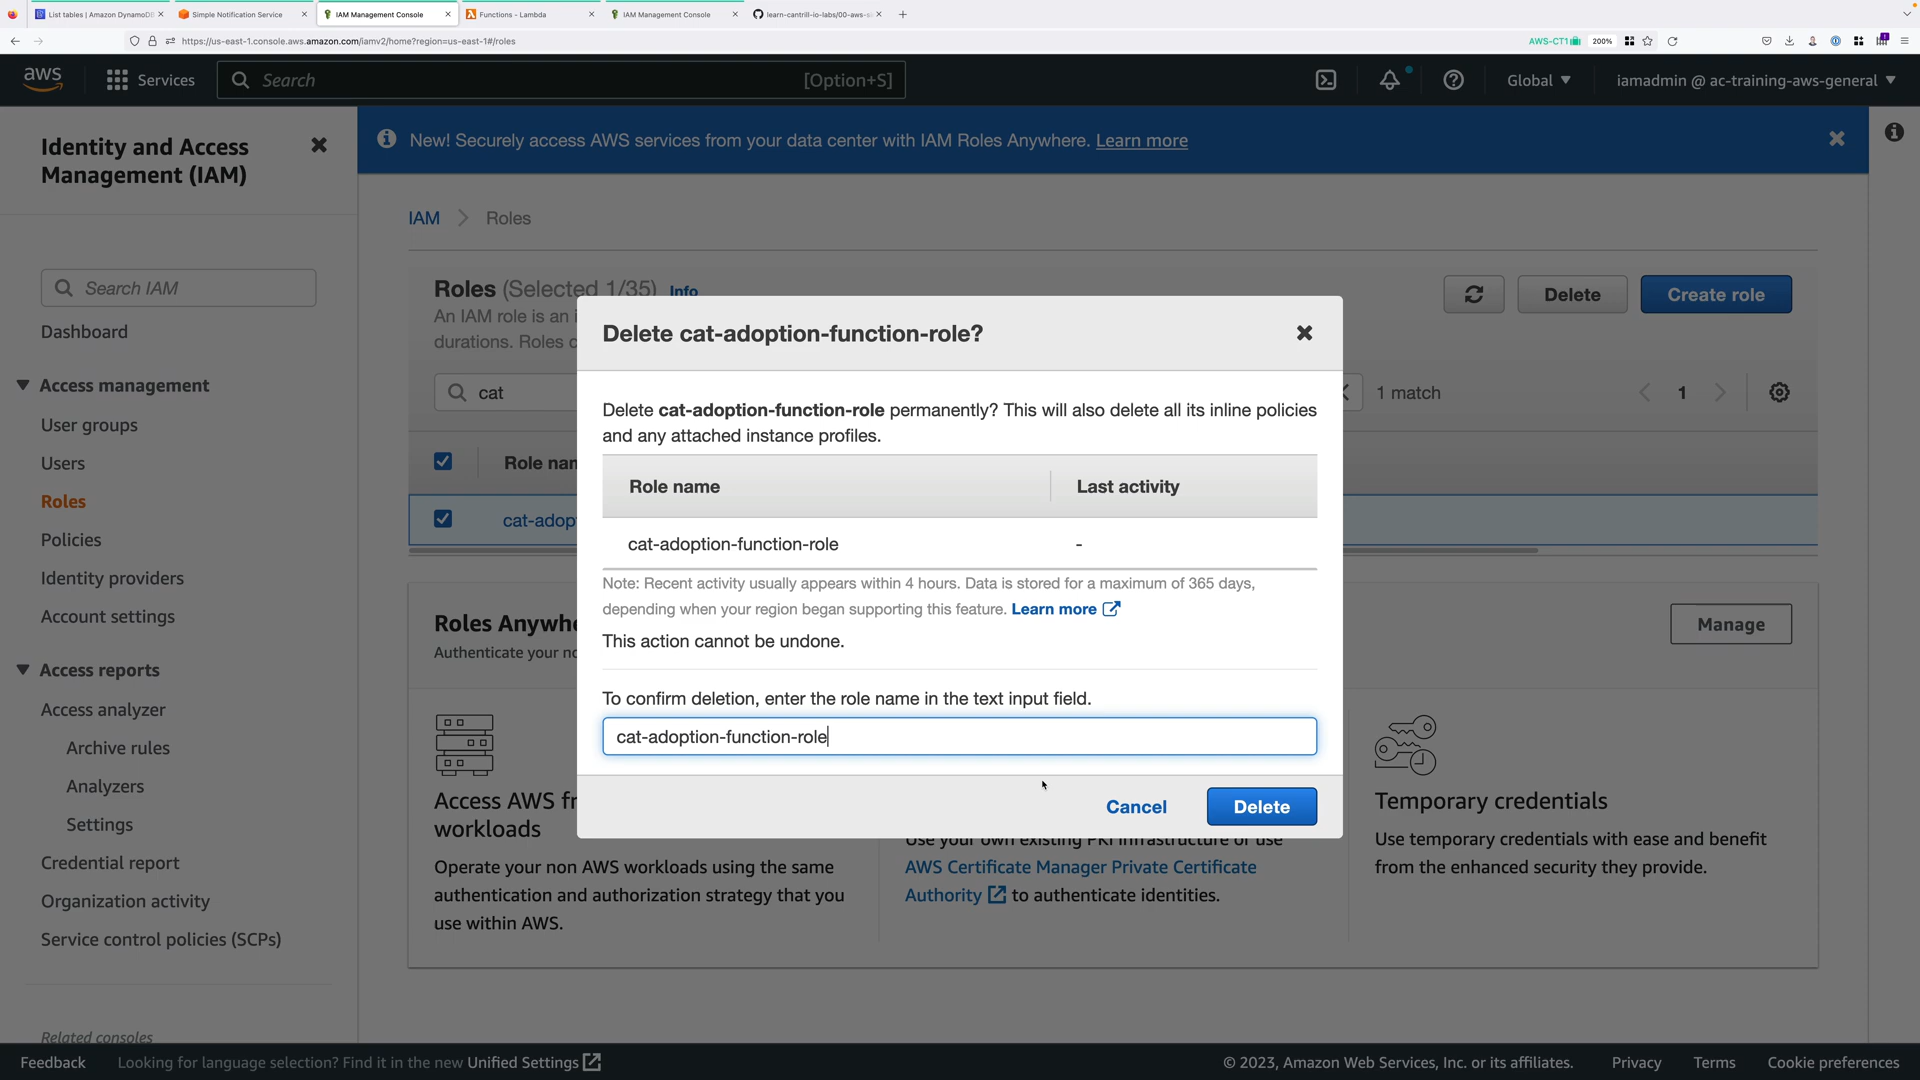 List tables | Amazon DynamoDB
Simple Notification Service
IAM Management Console
Functions - Lambda
IAM Management Console
learn-cantrill-io-labs/00-aws-si
https://us-east-1.console.aws.amazon.com/iamv2/home?region=us-east-1#/roles
AWS-CT1
200%
aws
Services
Search
[Option+S]
Global
iamadmin @ ac-training-aws-general
Identity and Access
Management (IAM)
Search IAM
Dashboard
Access management
User groups
Users
Roles
Policies
Identity providers
Account settings
Access reports
Access analyzer
Archive rules
Analyzers
Settings
Credential report
Organization activity
Service control policies (SCPs)
Related consoles
New! Securely access AWS services from your data center with IAM Roles Anywhere. Learn more
IAM > Roles
Roles (Selected 1/35) Info
An IAM role is an i
durations. Roles c
Delete
Create role
cat
1 match
1
Role nam
cat-adop
Delete cat-adoption-function-role?
Delete cat-adoption-function-role permanently? This will also delete all its inline policies
and any attached instance profiles.
Role name
Last activity
cat-adoption-function-role
-
Note: Recent activity usually appears within 4 hours. Data is stored for a maximum of 365 days,
depending when your region began supporting this feature. Learn more
This action cannot be undone.
To confirm deletion, enter the role name in the text input field.
cat-adoption-function-role
Cancel
Delete
Roles Anywhe
Authenticate your no
Manage
Access AWS fr
workloads
Operate your non AWS workloads using the same
authentication and authorization strategy that you
use within AWS.
Use your own existing PKI infrastructure or use
AWS Certificate Manager Private Certificate
Authority to authenticate identities.
Temporary credentials
Use temporary credentials with ease and benefit
from the enhanced security they provide.
Feedback
Looking for language selection? Find it in the new Unified Settings
© 2023, Amazon Web Services, Inc. or its affiliates.
Privacy
Terms
Cookie preferences